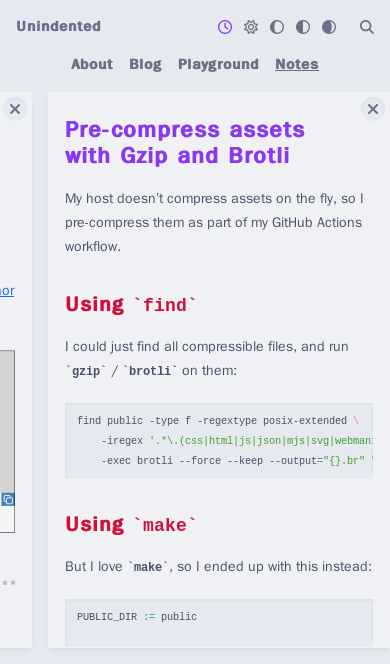 Unindented
About Blog Playground Notes
Pre-compress assets
with Gzip and Brotli
My host doesn't compress assets on the fly, so I
pre-compress them as part of my GitHub Actions
workflow.
Using `find`
I could just find all compressible files, and run
`gzip` / `brotli` on them:
find public -type f -regextype posix-extended \
-iregex '.*\.(css|html|js|json|mjs|svg|webmani
-exec brotli --force --keep --output="{}.br" '
Using `make`
But I love `make`, so I ended up with this instead:
PUBLIC_DIR := public